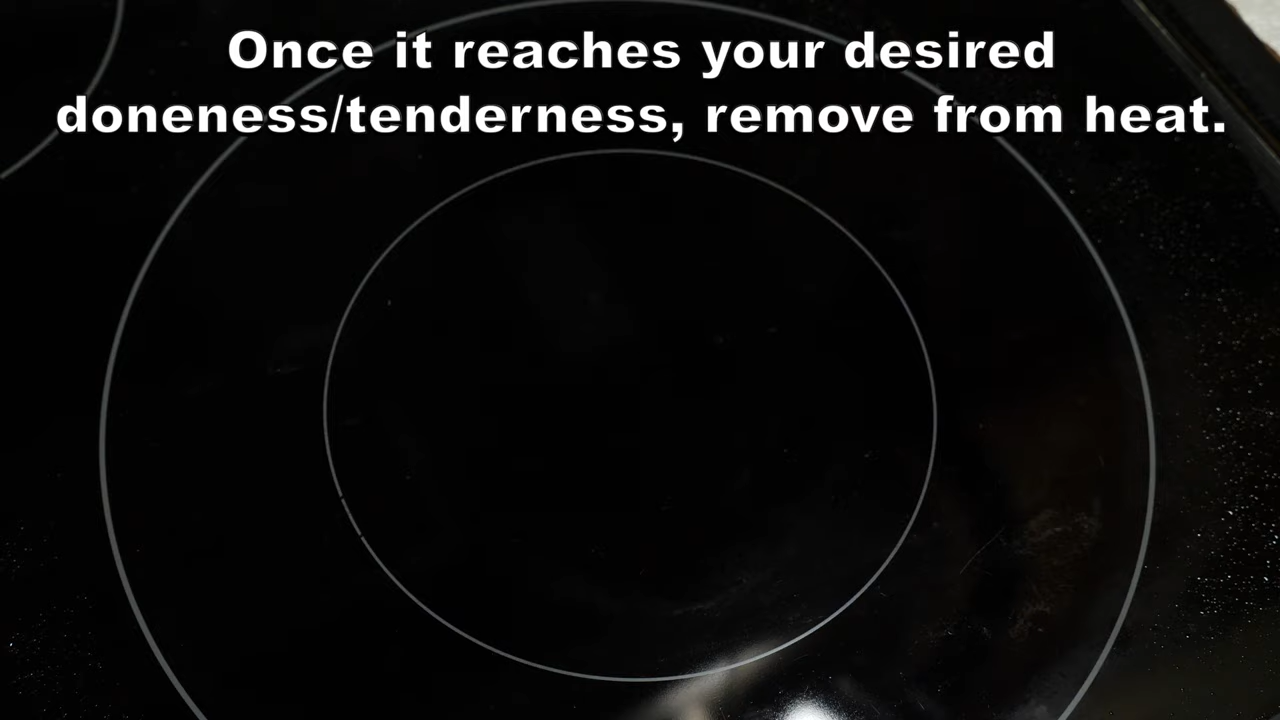 Once it reaches your desired
doneness/tenderness, remove from heat.